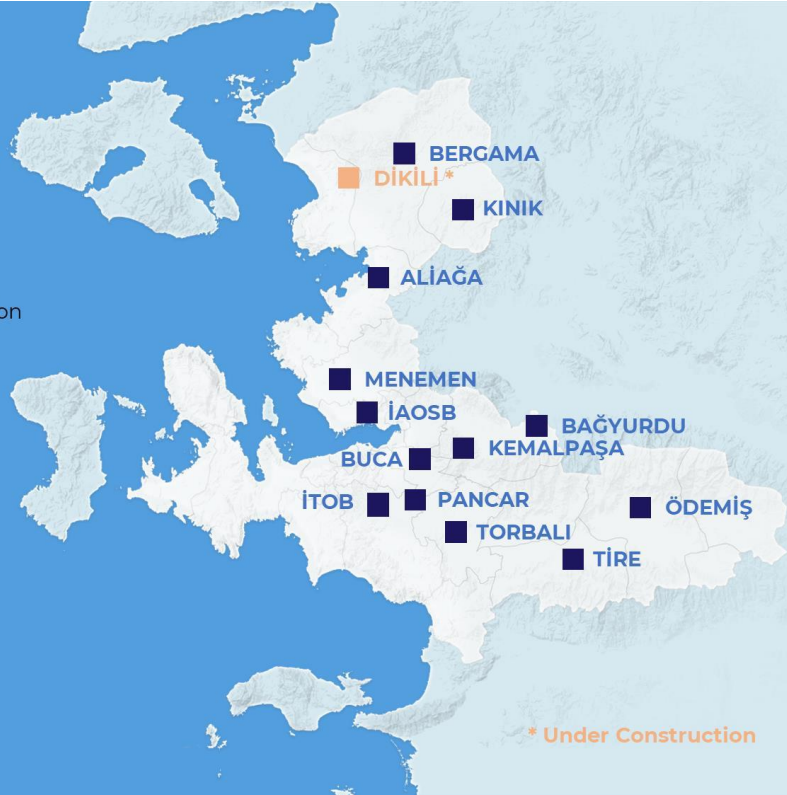 BERGAMA
DİKİLİ *
KINIK
ALİAĞA
on
MENEMEN
İAOSB
BAĞYURDU
KEMALPAŞA
BUCA
İTOB
PANCAR
ÖDEMİŞ
TORBALI
TİRE
* Under Construction